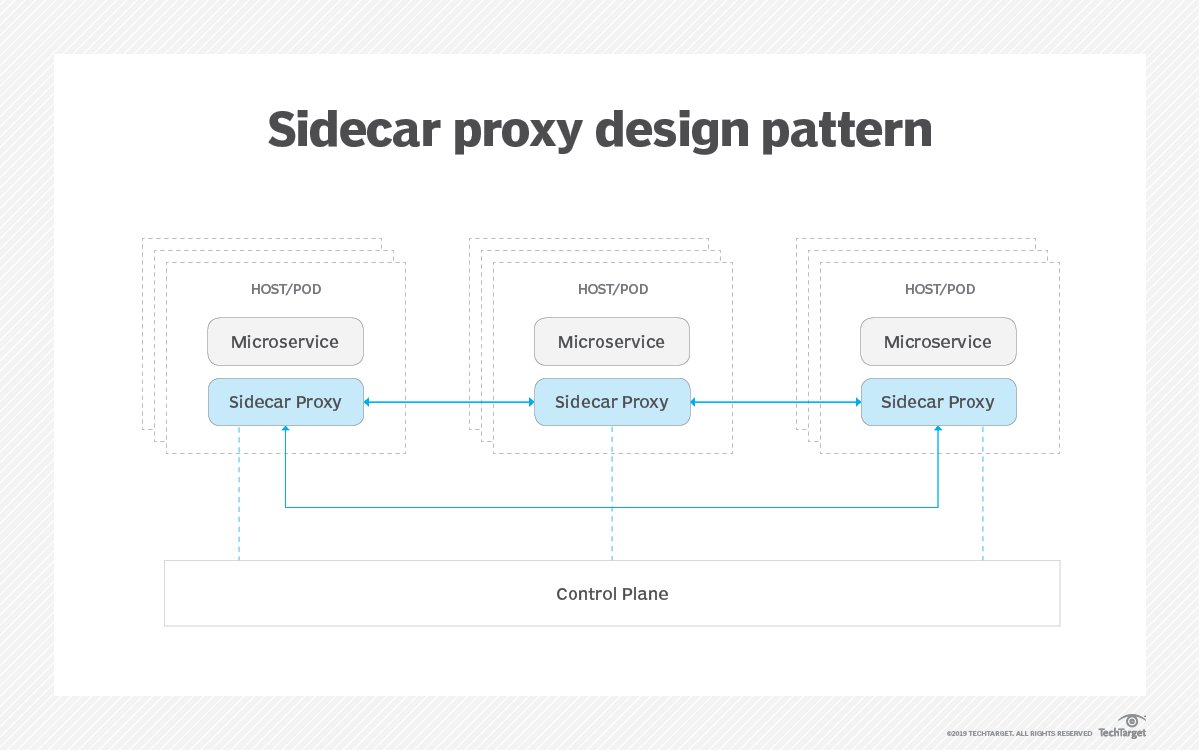 Sidecar proxy design pattern
HOST/POD
HOST/POD
HOST/POD
Microservice
Microservice
Microservice
Sidecar Proxy
Sidecar Proxy
Sidecar Proxy
Control Plane
©2019 TECHTARGET. ALL RIGHTS RESERVED
TechTarget